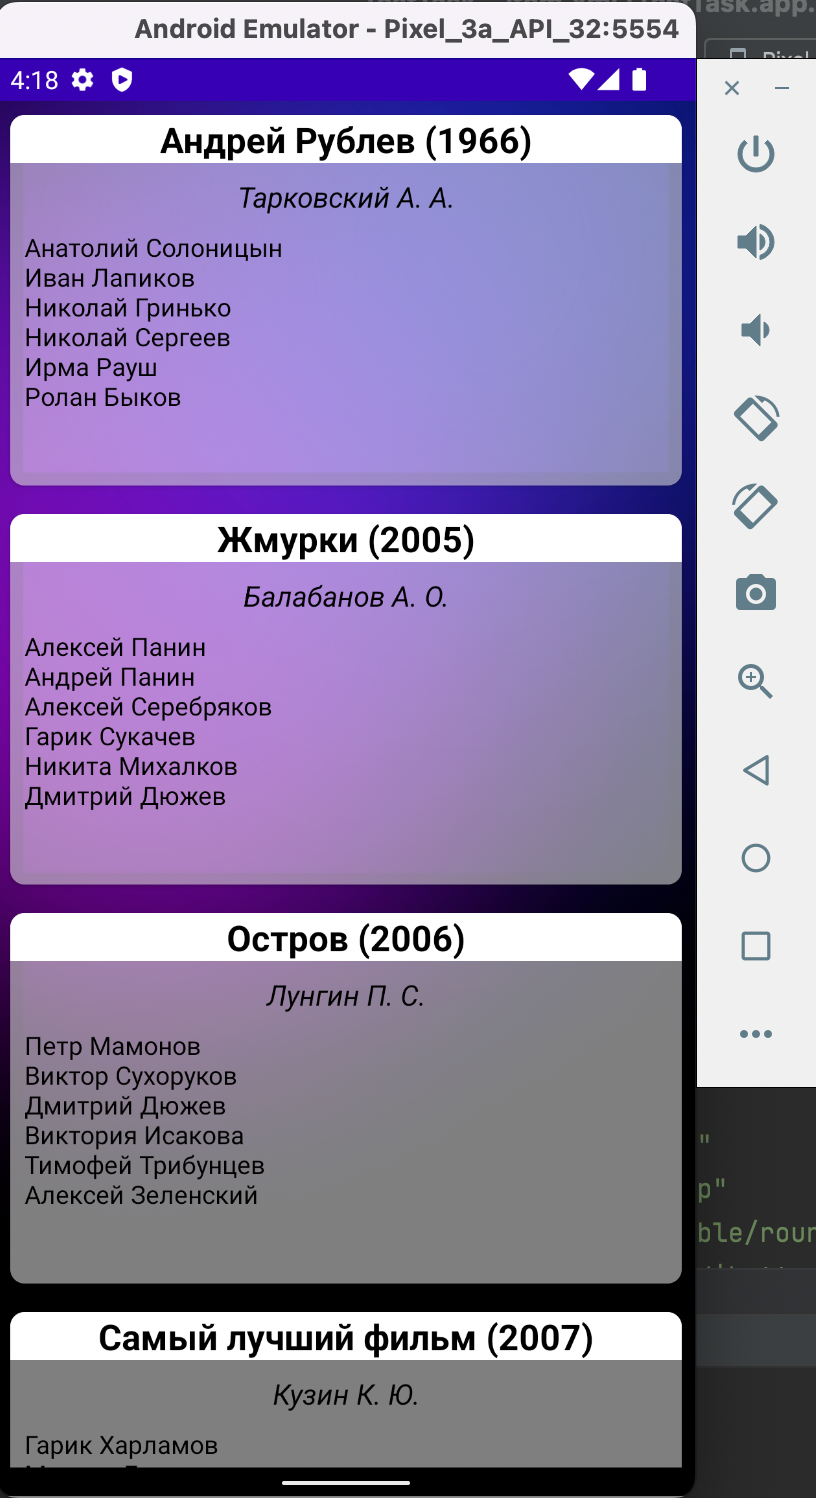 Android Emulator - Pixel_3a_API_32:5554
4:18
Андрей Рублев (1966)
Тарковский А. А.
Анатолий Солоницын
Иван Лапиков
Николай Гринько
Николай Сергеев
Ирма Рауш
Ролан Быков
Жмурки (2005)
Балабанов А. О.
Алексей Панин
Андрей Панин
Алексей Серебряков
Гарик Сукачев
Никита Михалков
Дмитрий Дюжев
Остров (2006)
Лунгин П. С.
Петр Мамонов
Виктор Сухоруков
Дмитрий Дюжев
Виктория Исакова
Тимофей Трибунцев
Алексей Зеленский
Самый лучший фильм (2007)
Кузин К. Ю.
Гарик Харламов
"
p"
ble/roun